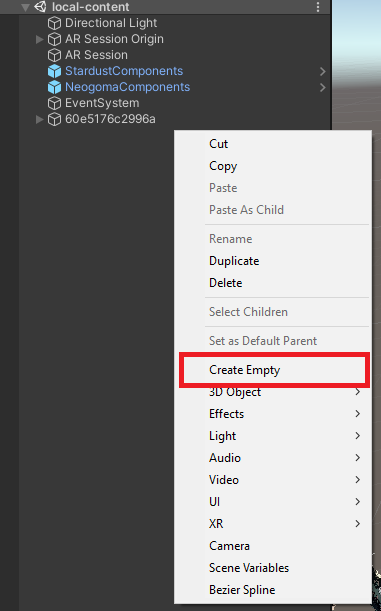 local-content
Directional Light
AR Session Origin
AR Session
StardustComponents
NeogomaComponents
EventSystem
60e5176c2996a
Cut
Copy
Paste
Paste As Child
Rename
Duplicate
Delete
Select Children
Set as Default Parent
Create Empty
3D Object
Effects
Light
Audio
Video
UI
XR
Camera
Scene Variables
Bezier Spline